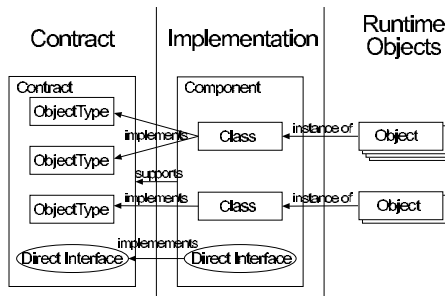 Contract
Implementation
Runtime
Objects
Contract
Component
ObjectType
implements
Class
instance of
Object
ObjectType
supports
ObjectType
implements
Class
instance of
Object
implemements
Direct Interface
Direct Interface